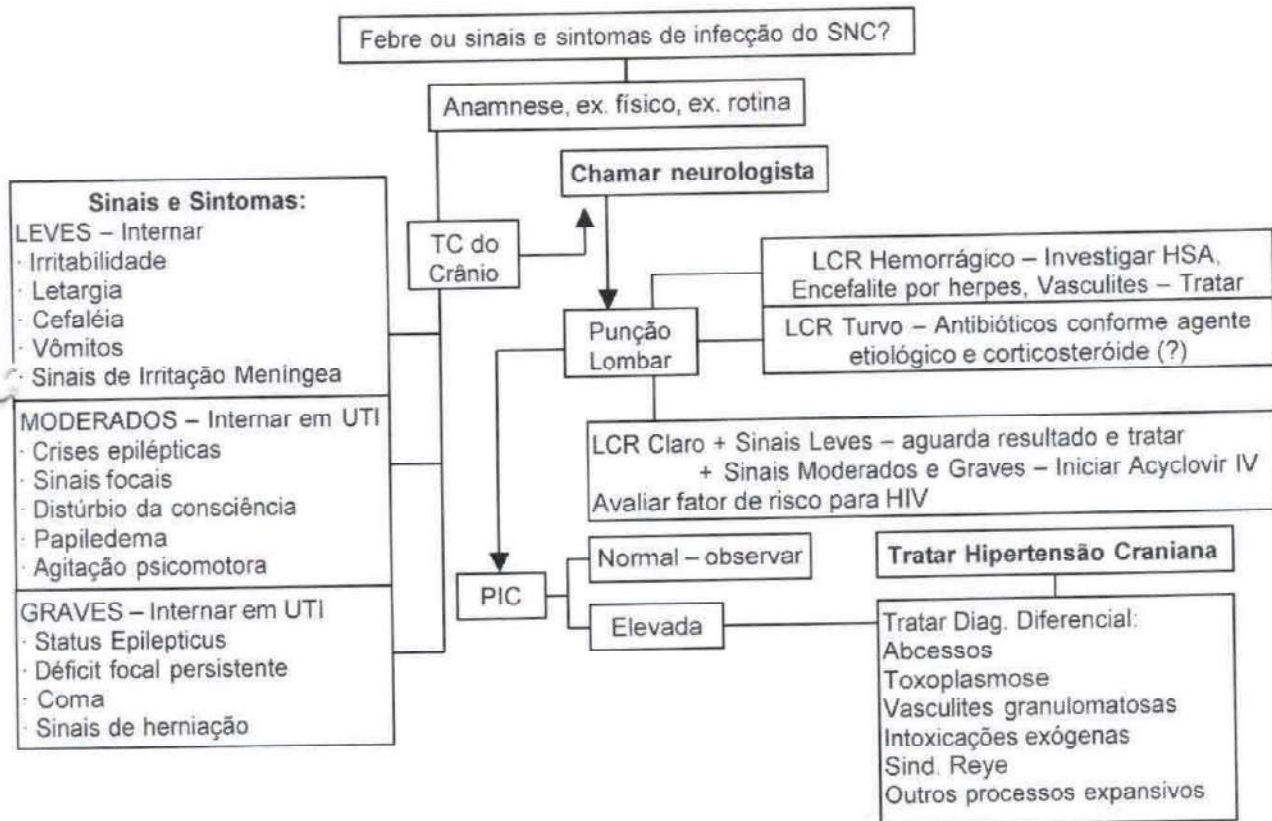 Febre ou sinais e sintomas de infecção do SNC?
Anamnese, ex. físico, ex. rotina
Chamar neurologista
Sinais e Sintomas:
LEVES – Internar
· Irritabilidade
· Letargia
· Cefaléia
· Vômitos
· Sinais de Irritação Meníngea
MODERADOS – Internar em UTI
· Crises epilépticas
· Sinais focais
· Distúrbio da consciência
· Papiledema
· Agitação psicomotora
GRAVES – Internar em UTI
· Status Epilepticus
· Déficit focal persistente
· Coma
· Sinais de herniação
TC do
Crânio
Punção
Lombar
LCR Hemorrágico – Investigar HSA,
Encefalite por herpes, Vasculites – Tratar
LCR Turvo – Antibióticos conforme agente
etiológico e corticosteróide (?)
LCR Claro + Sinais Leves – aguarda resultado e tratar
+ Sinais Moderados e Graves – Iniciar Acyclovir IV
Avaliar fator de risco para HIV
PIC
Normal – observar
Elevada
Tratar Hipertensão Craniana
Tratar Diag. Diferencial:
Abcessos
Toxoplasmose
Vasculites granulomatosas
Intoxicações exógenas
Sind. Reye
Outros processos expansivos